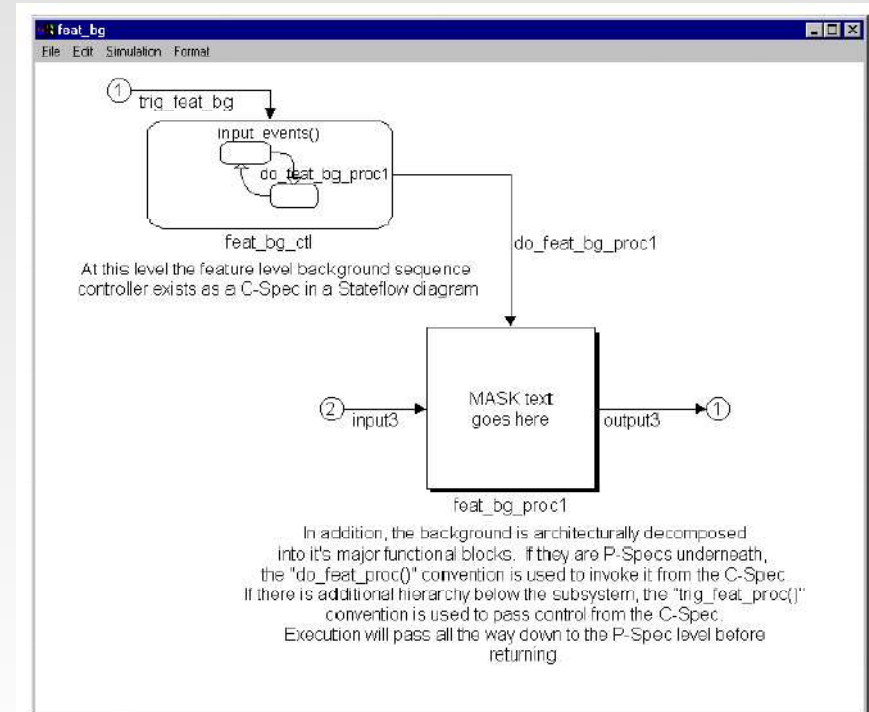 feat_bg
File Edit Simulation Format
1
trig_feat_bg
input_events()
do_feat_bg_proc1
feat_bg_ctl
do_feat_bg_proc1
At this level the feature level background sequence
controller exists as a C-Spec in a Stateflow diagram
MASK text
goes here
2
input3
output3
1
feat_bg_proc1
In addition, the background is architecturally decomposed
into it's major functional blocks. If they are P-Specs underneath,
the "do_feat_proc()" convention is used to invoke it from the C-Spec
If there is additional hierarchy below the subsystem, the "trig_feat_proc()"
convention is used to pass control from the C-Spec.
Execution will pass all the way down to the P-Spec level before
returning.